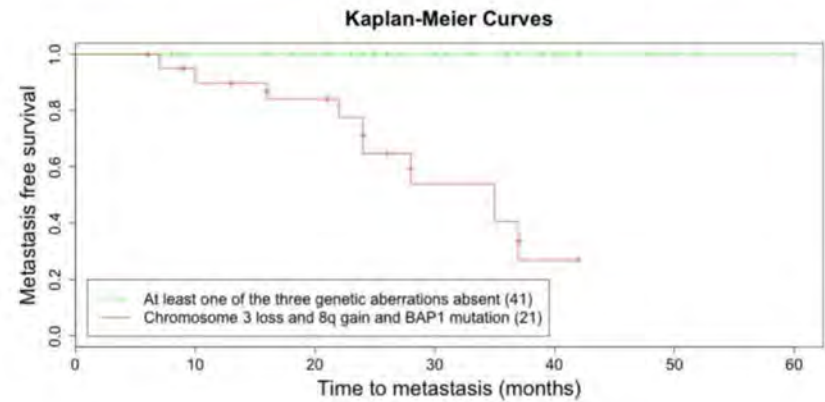 Kaplan-Meier Curves
Metastasis free survival
1.0
0.8
0.6
0.4
0.2
0.0
At least one of the three genetic aberrations absent (41)
Chromosome 3 loss and 8q gain and BAP1 mutation (21)
0 10 20 30 40 50 60
Time to metastasis (months)